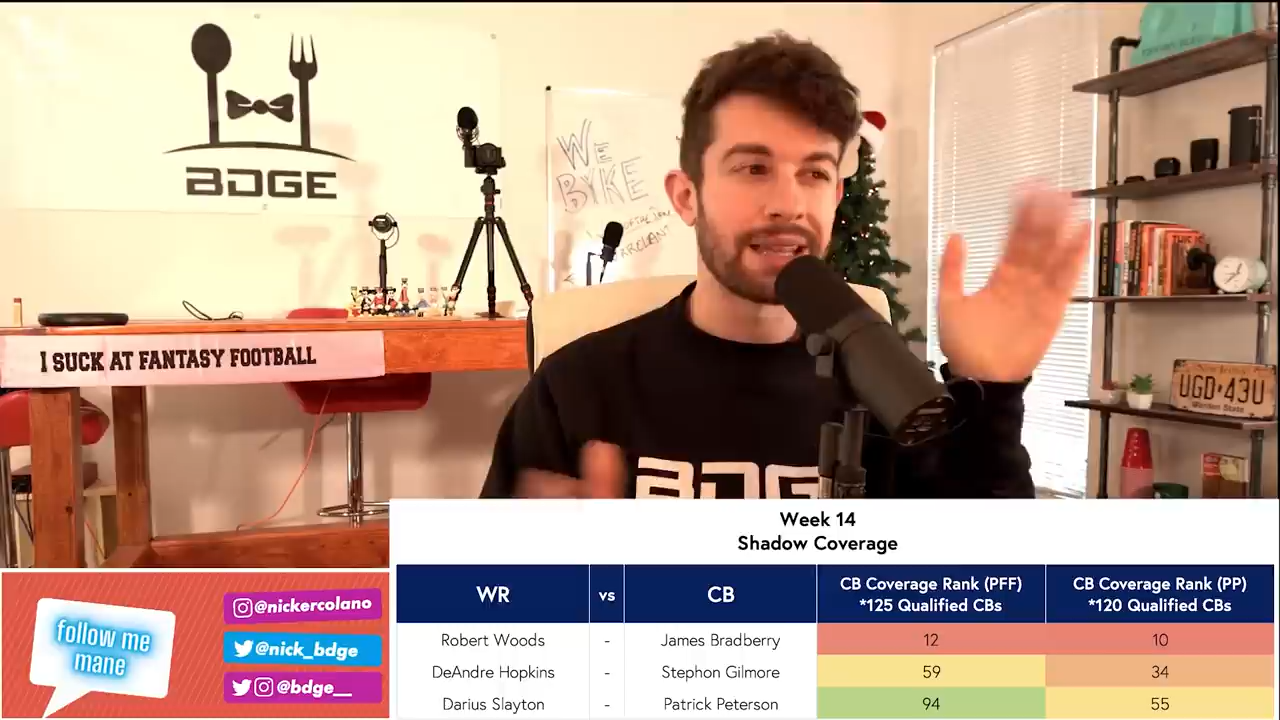 BDGE
WE
BYKE
I SUCK AT FANTASY FOOTBALL
UGD·43U
Garden State
BDGE
follow me
mane
@nickercolano
@nick_bdge
@bdge__
Week 14
Shadow Coverage
WR vs CB CB Coverage Rank (PFF) *125 Qualified CBs CB Coverage Rank (PP) *120 Qualified CBs
Robert Woods - James Bradberry 12 10
DeAndre Hopkins - Stephon Gilmore 59 34
Darius Slayton - Patrick Peterson 94 55